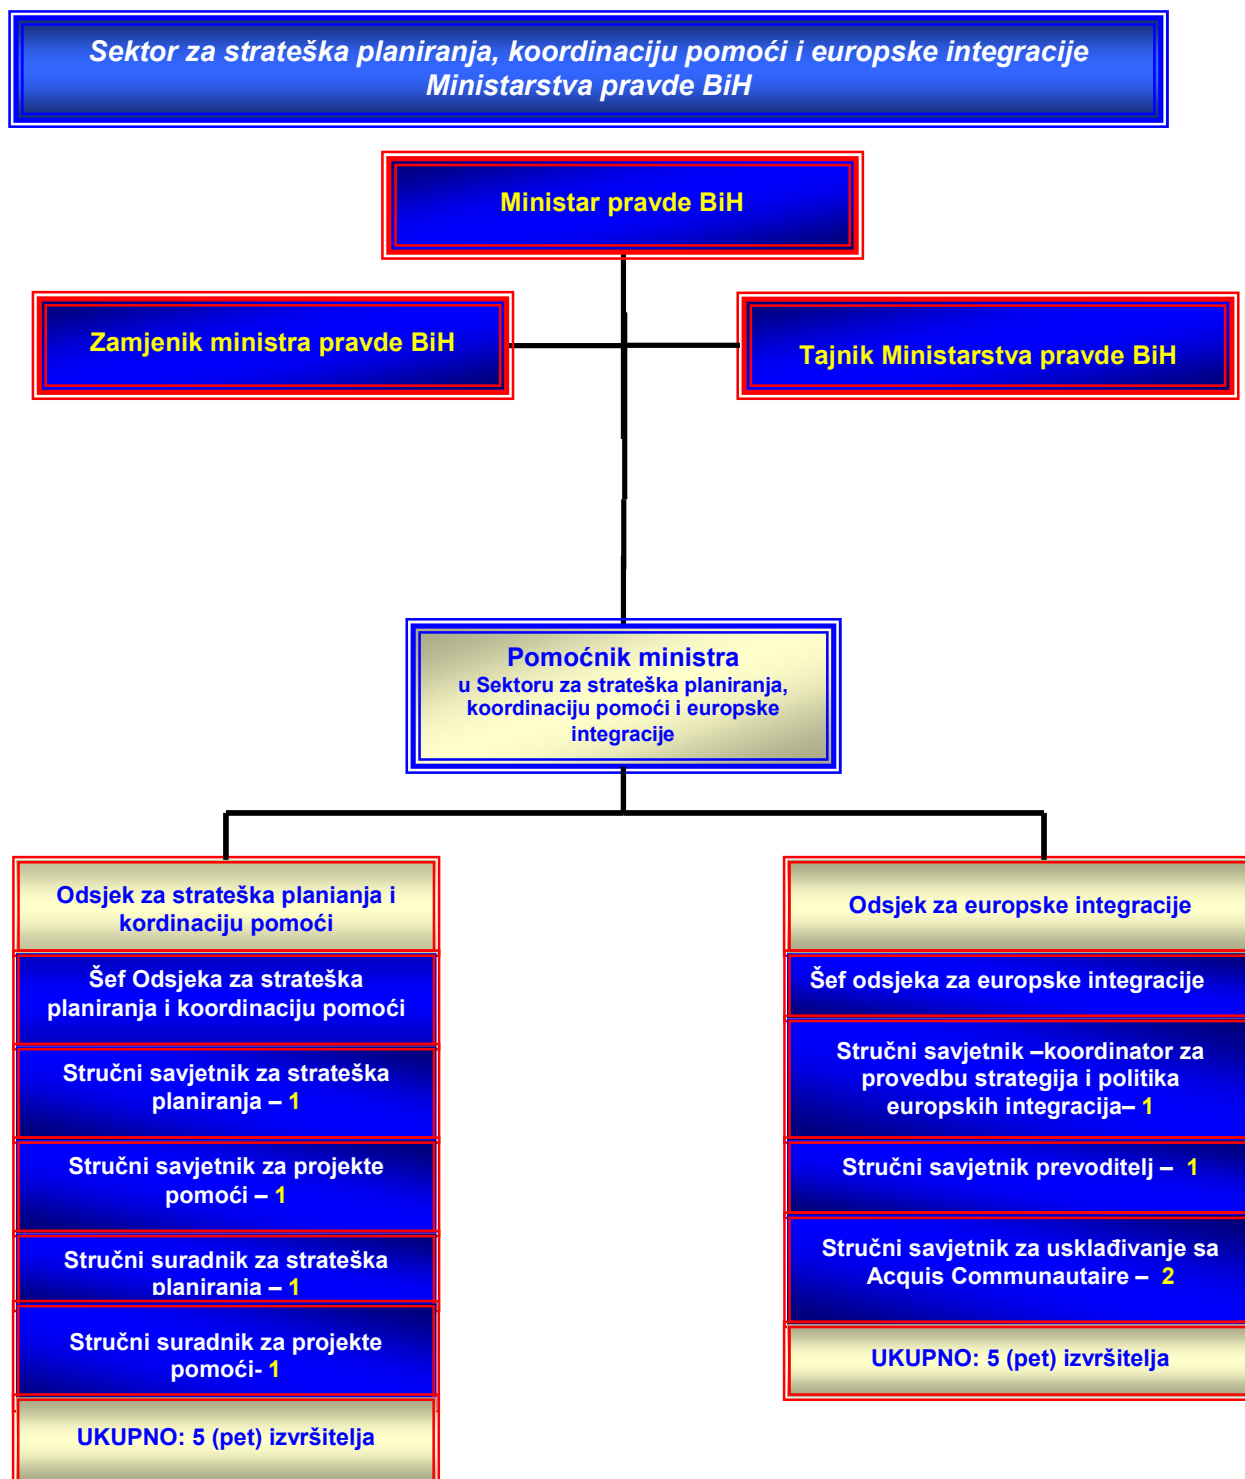 Sektor za strateška planiranja, koordinaciju pomoći i europske integracije
Ministarstva pravde BiH
Ministar pravde BiH
Zamjenik ministra pravde BiH
Tajnik Ministarstva pravde BiH
Pomoćnik ministra
u Sektoru za strateška planiranja,
koordinaciju pomoći i europske
integracije
Odsjek za strateška planianja i
kordinaciju pomoći
Šef Odsjeka za strateška
planiranja i koordinaciju pomoći
Stručni savjetnik za strateška
planiranja – 1
Stručni savjetnik za projekte
pomoći – 1
Stručni suradnik za strateška
planiranja – 1
Stručni suradnik za projekte
pomoći- 1
UKUPNO: 5 (pet) izvršitelja
Odsjek za europske integracije
Šef odsjeka za europske integracije
Stručni savjetnik –koordinator za
provedbu strategija i politika
europskih integracija– 1
Stručni savjetnik prevoditelj – 1
Stručni savjetnik za usklađivanje sa
Acquis Communautaire – 2
UKUPNO: 5 (pet) izvršitelja